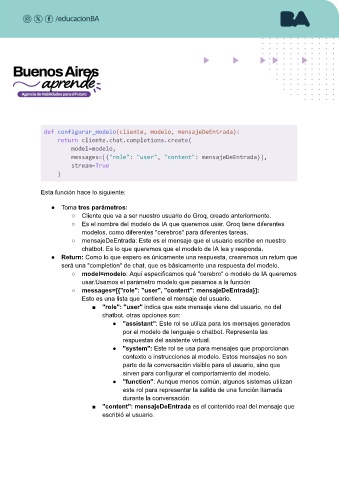 /educacionBA
BA
Buenos Aires
aprende
Agencia de Habilidades para el Futuro
def configurar_modelo(cliente, modelo, mensajeDeEntrada):
return cliente.chat.completions.create(
model=modelo,
messages=[{"role": "user", "content": mensajeDeEntrada}],
stream=True
)
Esta función hace lo siguiente:
● Toma tres parámetros:
○ Cliente que va a ser nuestro usuario de Groq, creado anteriormente.
○ Es el nombre del modelo de IA que queremos usar. Groq tiene diferentes
modelos, como diferentes "cerebros" para diferentes tareas.
○ mensajeDeEntrada: Este es el mensaje que el usuario escribe en nuestro
chatbot. Es lo que queremos que el modelo de IA lea y responda.
● Return: Como lo que espero es únicamente una respuesta, crearemos un return que
será una "completion" de chat, que es básicamente una respuesta del modelo.
○ model=modelo: Aquí especificamos qué "cerebro" o modelo de IA queremos
usar.Usamos el parámetro modelo que pasamos a la función
○ messages=[{"role": "user", "content": mensajeDeEntrada}]:
Esto es una lista que contiene el mensaje del usuario.
■ "role": "user" indica que este mensaje viene del usuario, no del
chatbot. otras opciones son:
● "assistant": Este rol se utiliza para los mensajes generados
por el modelo de lenguaje o chatbot. Representa las
respuestas del asistente virtual.
● "system": Este rol se usa para mensajes que proporcionan
contexto o instrucciones al modelo. Estos mensajes no son
parte de la conversación visible para el usuario, sino que
sirven para configurar el comportamiento del modelo.
● "function": Aunque menos común, algunos sistemas utilizan
este rol para representar la salida de una función llamada
durante la conversación.
■ "content": mensajeDeEntrada es el contenido real del mensaje que
escribió el usuario.